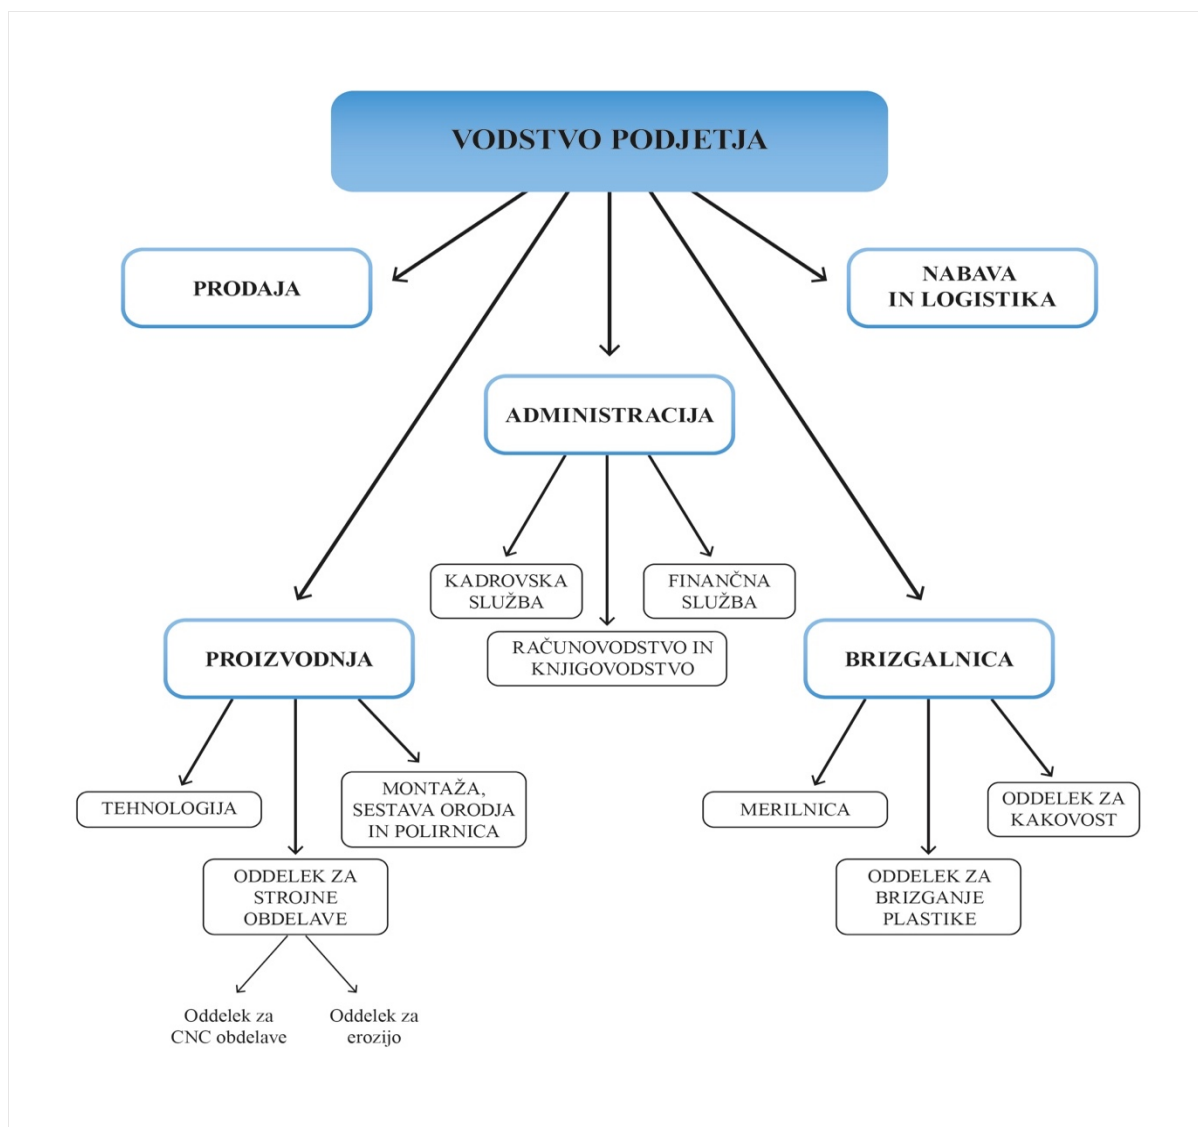 VODSTVO PODJETJA
PRODAJA
NABAVA
IN LOGISTIKA
ADMINISTRACIJA
KADROVSKA
SLUŽBA
FINANČNA
SLUŽBA
RAČUNOVODSTVO IN
KNJIGOVODSTVO
PROIZVODNJA
BRIZGALNICA
TEHNOLOGIJA
MONTAŽA,
SESTAVA ORODJA
IN POLIRNICA
MERILNICA
ODDELEK ZA
KAKOVOST
ODDELEK ZA
STROJNE
OBDELAVE
ODDELEK ZA
BRIZGANJE
PLASTIKE
Oddelek za
CNC obdelave
Oddelek za
erozijo